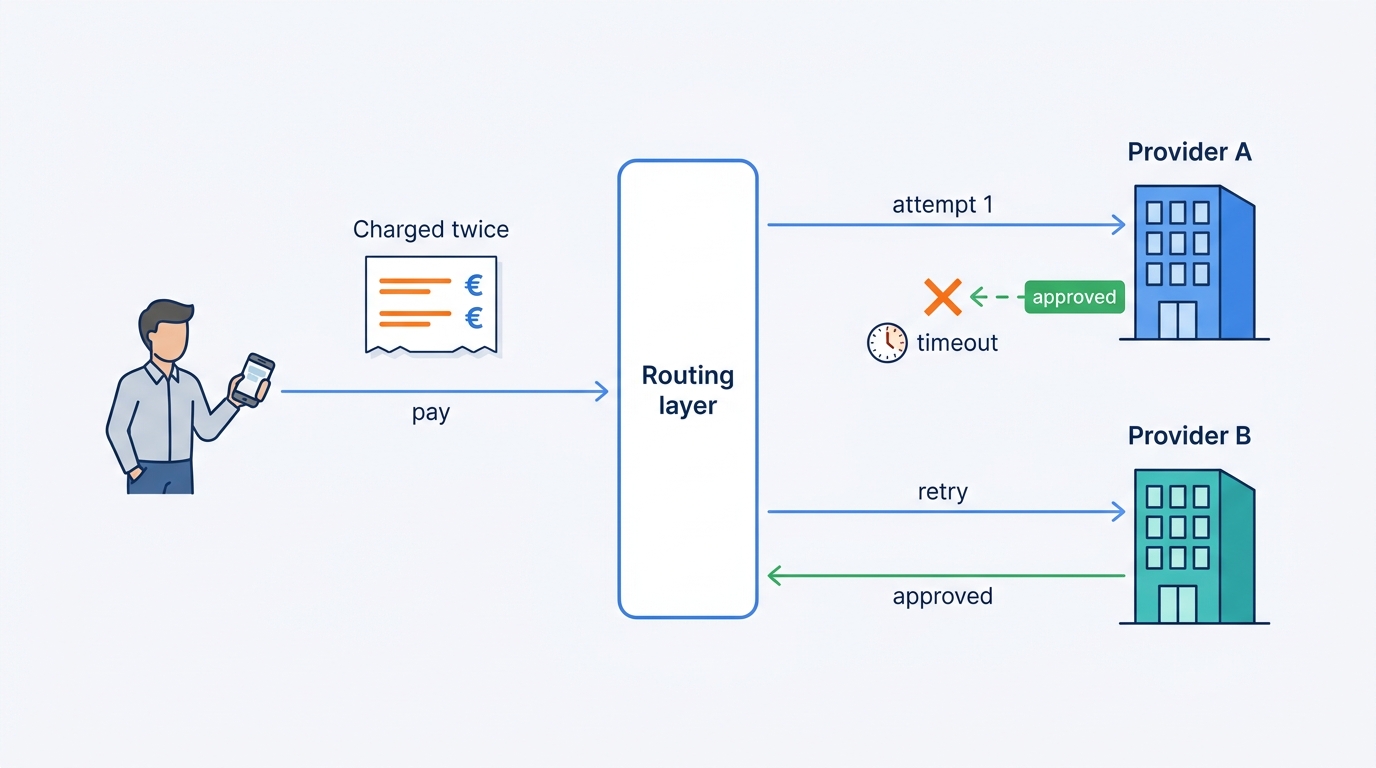 Charged twice
€
€
pay
Routing
layer
attempt 1
approved
timeout
retry
approved
Provider A
Provider B